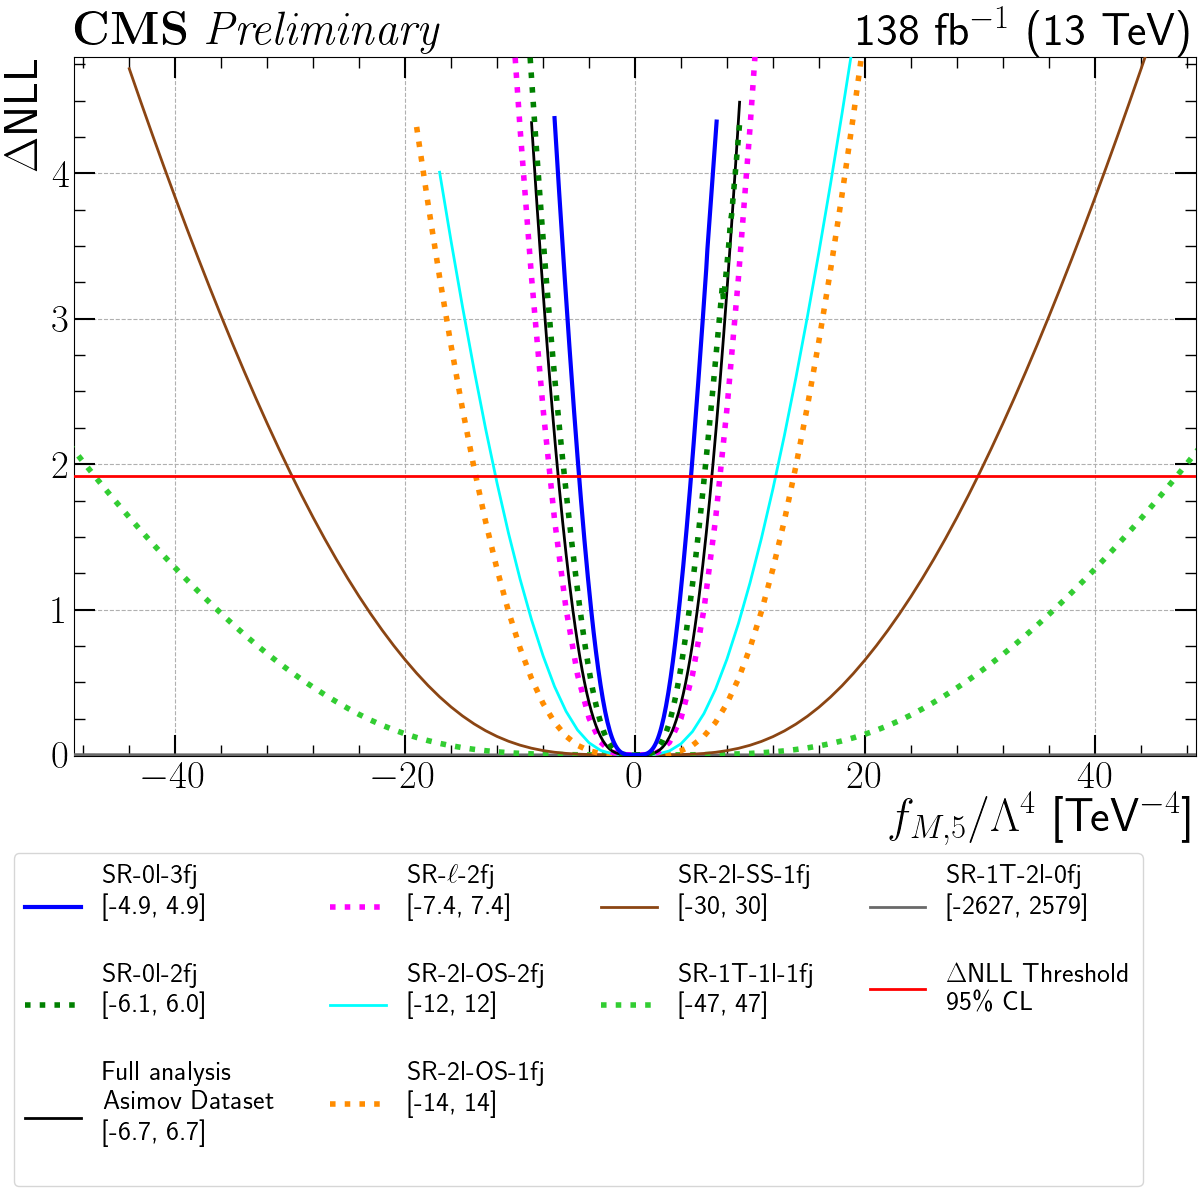 CMS Preliminary
138 fb⁻¹ (13 TeV)
ΔNLL
4
3
2
1
0
−40 −20 0 20 40
f_{M,5}/Λ⁴ [TeV⁻⁴]
SR-0l-3fj
[-4.9, 4.9]
SR-0l-2fj
[-6.1, 6.0]
Full analysis
Asimov Dataset
[-6.7, 6.7]
SR-ℓ-2fj
[-7.4, 7.4]
SR-2l-OS-2fj
[-12, 12]
SR-2l-OS-1fj
[-14, 14]
SR-2l-SS-1fj
[-30, 30]
SR-1T-1l-1fj
[-47, 47]
SR-1T-2l-0fj
[-2627, 2579]
ΔNLL Threshold
95% CL